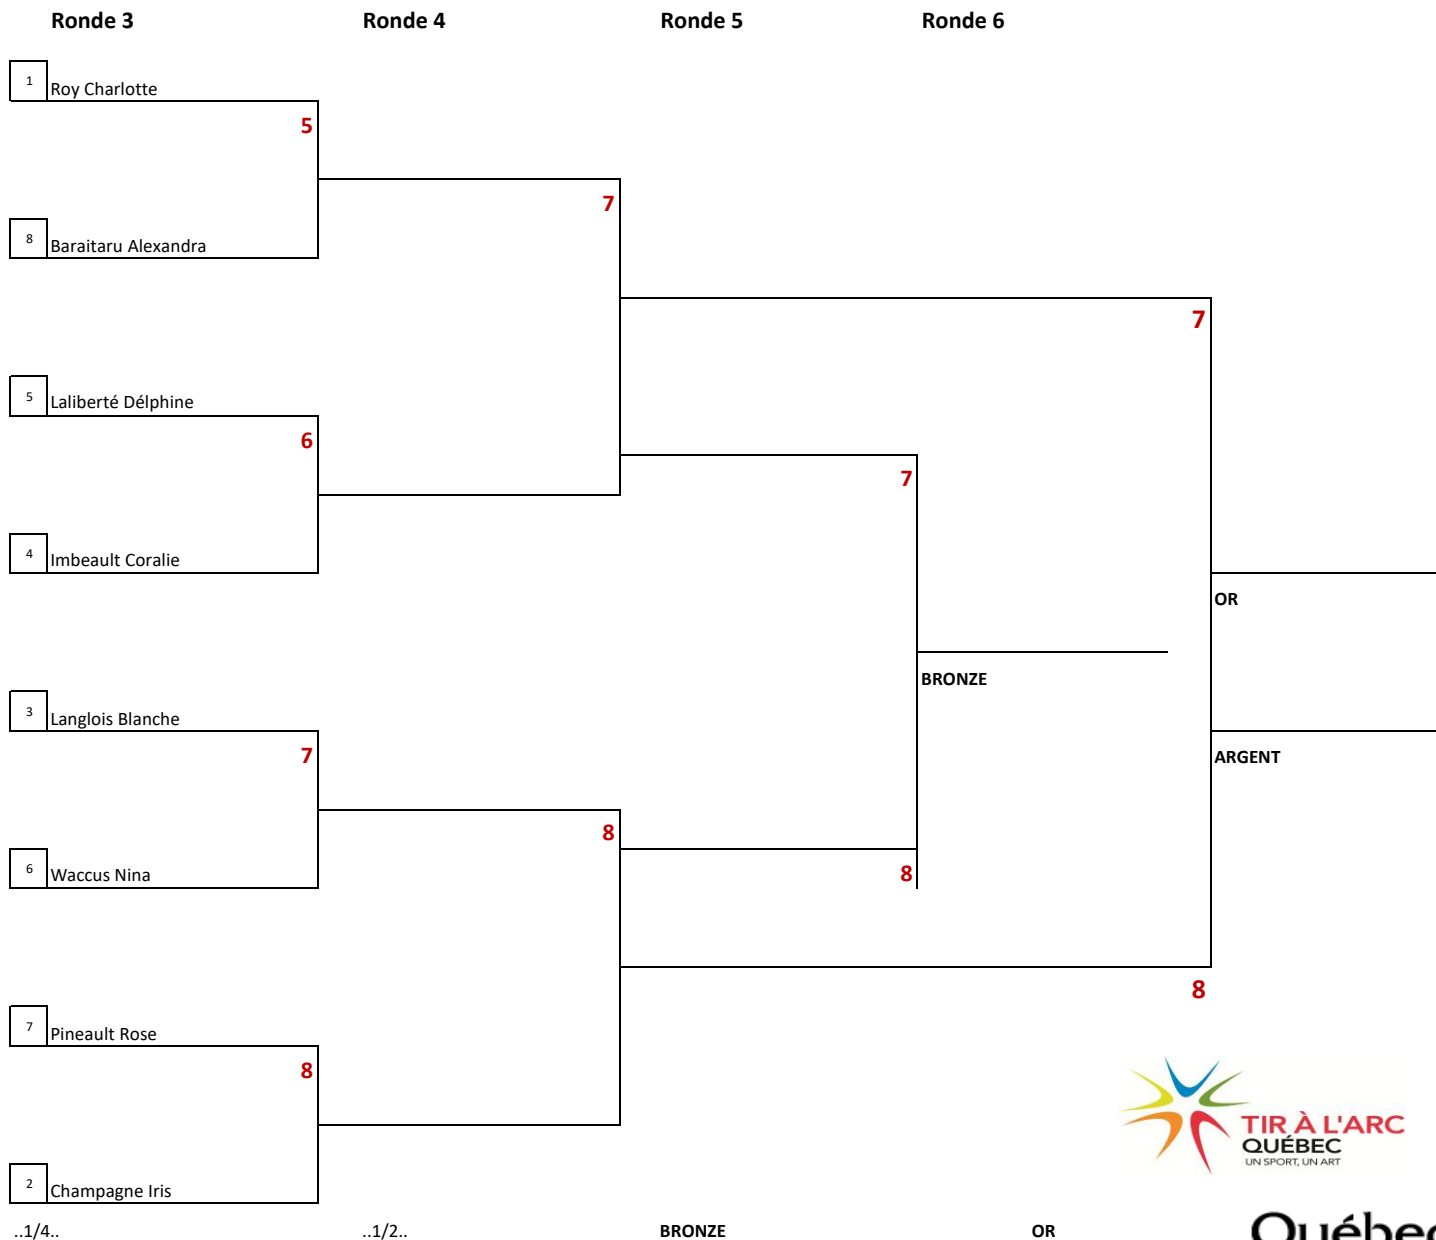 Ronde 3 Ronde 4 Ronde 5 Ronde 6
1 Roy Charlotte
5
7
8 Baraitaru Alexandra
7
5 Laliberté Délphine
6
7
4 Imbeault Coralie
OR
BRONZE
3 Langlois Blanche
7
ARGENT
8
6 Waccus Nina
8
8
7 Pineault Rose
8
TIR À L'ARC
QUÉBEC
UN SPORT, UN ART
2 Champagne Iris
..1/4.. ..1/2.. BRONZE OR
Québec